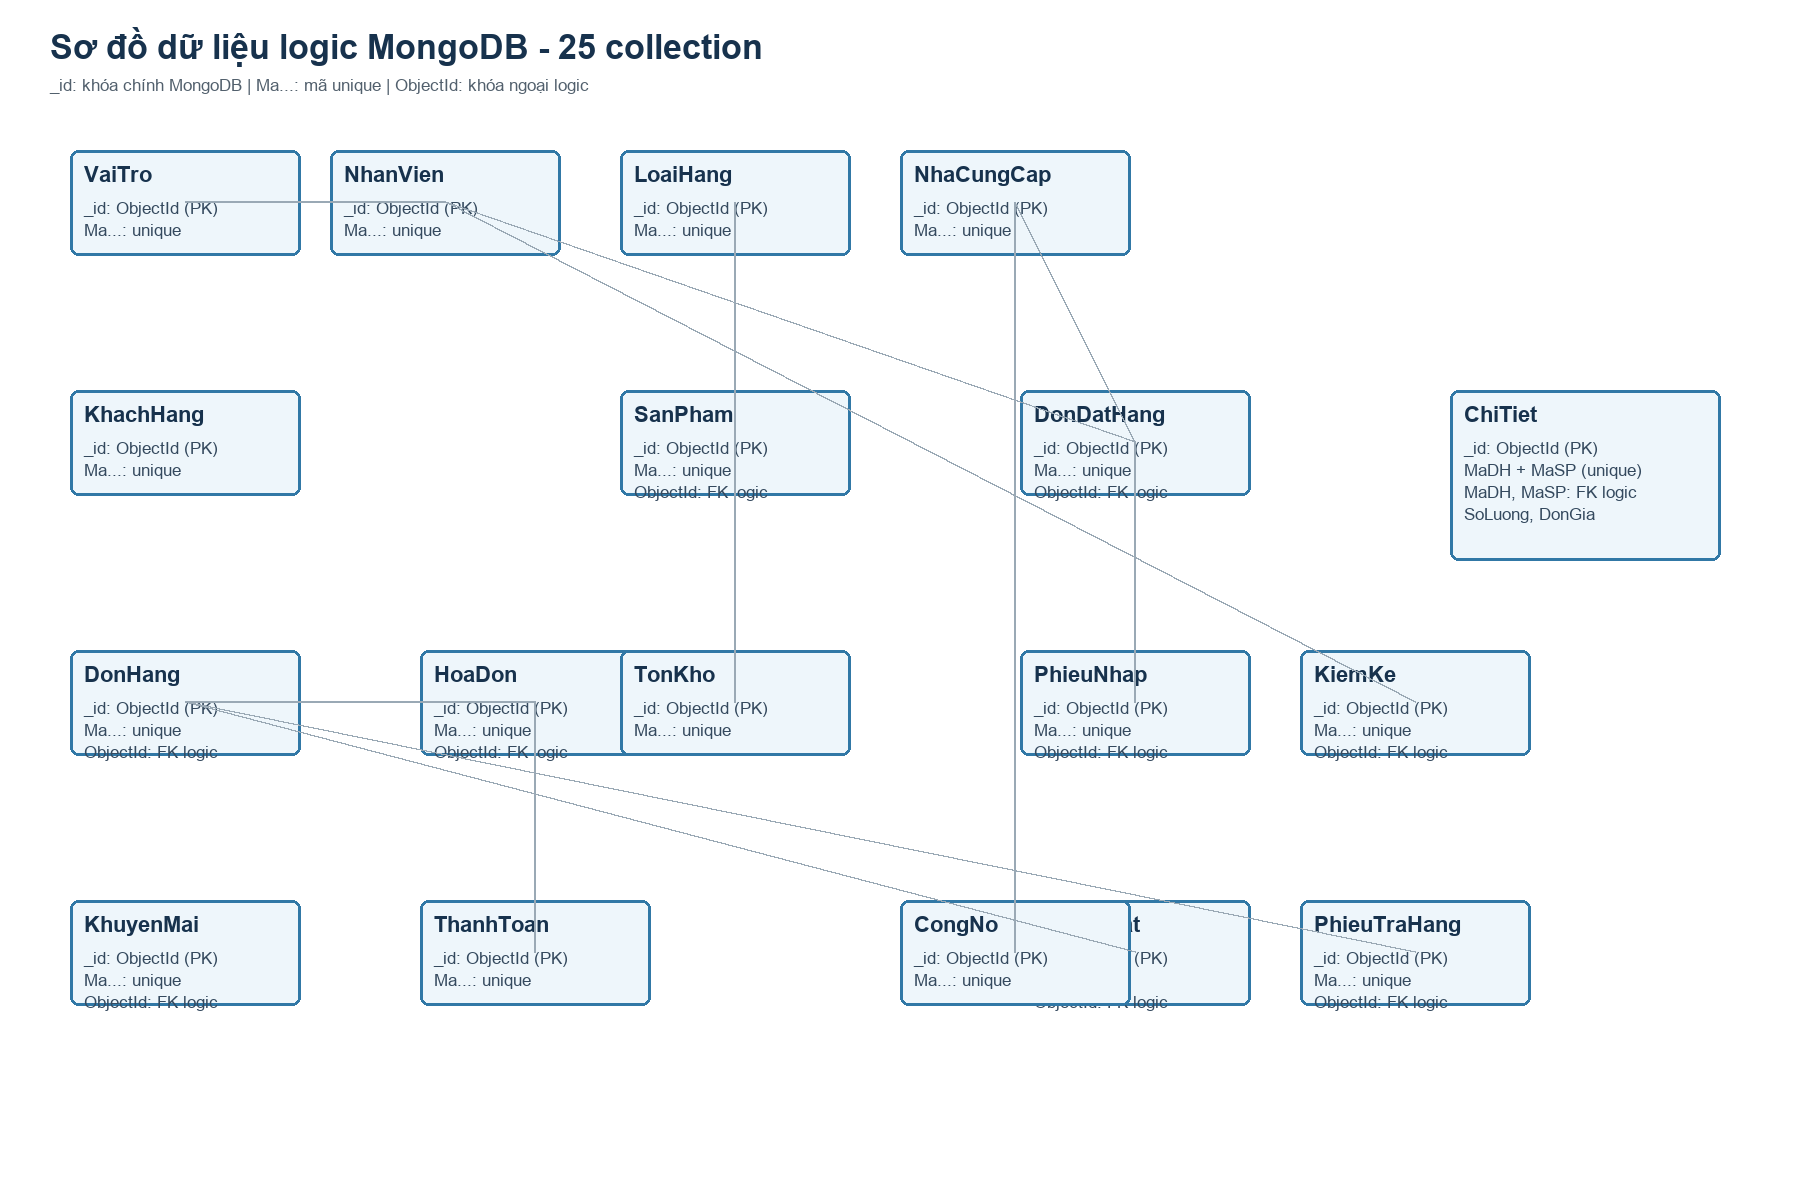 Sơ đồ dữ liệu logic MongoDB - 25 collection
_id: khóa chính MongoDB | Ma...: mã unique | ObjectId: khóa ngoại logic
VaiTro
_id: ObjectId (PK)
Ma...: unique
NhanVien
_id: ObjectId (PK)
Ma...: unique
LoaiHang
_id: ObjectId (PK)
Ma...: unique
NhaCungCap
_id: ObjectId (PK)
Ma...: unique
KhachHang
_id: ObjectId (PK)
Ma...: unique
SanPham
_id: ObjectId (PK)
Ma...: unique
ObjectId: FK logic
DonDatHang
_id: ObjectId (PK)
Ma...: unique
ObjectId: FK logic
ChiTiet
_id: ObjectId (PK)
MaDH + MaSP (unique)
MaDH, MaSP: FK logic
SoLuong, DonGia
DonHang
_id: ObjectId (PK)
Ma...: unique
ObjectId: FK logic
HoaDon
_id: ObjectId (PK)
Ma...: unique
ObjectId: FK logic
TonKho
_id: ObjectId (PK)
Ma...: unique
PhieuNhap
_id: ObjectId (PK)
Ma...: unique
ObjectId: FK logic
KiemKe
_id: ObjectId (PK)
Ma...: unique
ObjectId: FK logic
KhuyenMai
_id: ObjectId (PK)
Ma...: unique
ObjectId: FK logic
ThanhToan
_id: ObjectId (PK)
Ma...: unique
CongNo
_id: ObjectId (PK)
Ma...: unique
(PK)
logic
PhieuTraHang
_id: ObjectId (PK)
Ma...: unique
ObjectId: FK logic